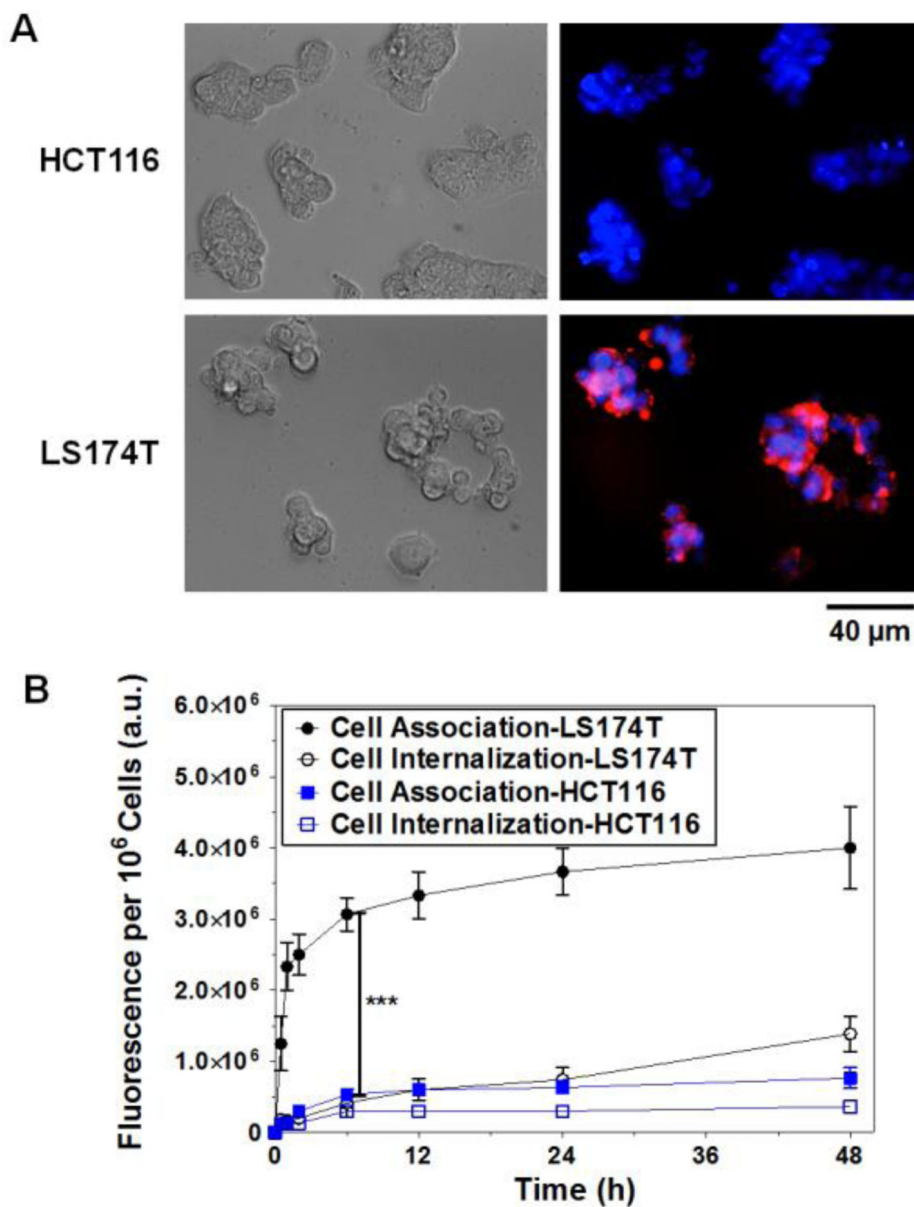 A
HCT116
LS174T
40 µm
B
Fluorescence per 10⁶ Cells (a.u.)
6.0×10⁶
5.0×10⁶
4.0×10⁶
3.0×10⁶
2.0×10⁶
1.0×10⁶
0
Cell Association-LS174T
Cell Internalization-LS174T
Cell Association-HCT116
Cell Internalization-HCT116
***
0 12 24 36 48
Time (h)